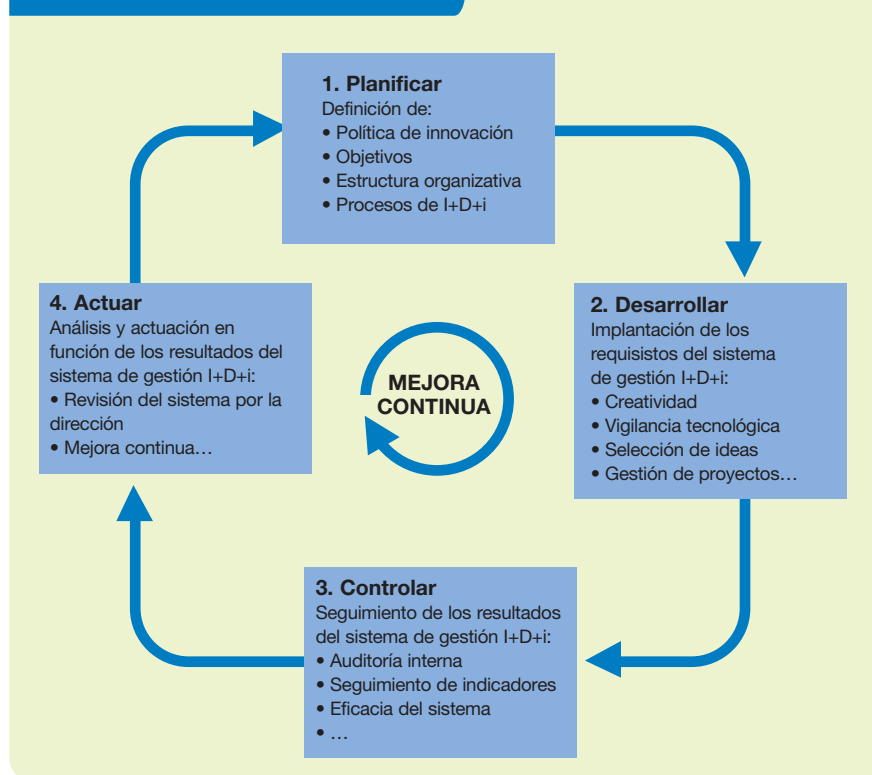 1. Planificar
Definición de:
• Política de innovación
• Objetivos
• Estructura organizativa
• Procesos de I+D+i
2. Desarrollar
Implantación de los
requisistos del sistema
de gestión I+D+i:
• Creatividad
• Vigilancia tecnológica
• Selección de ideas
• Gestión de proyectos…
3. Controlar
Seguimiento de los resultados
del sistema de gestión I+D+i:
• Auditoría interna
• Seguimiento de indicadores
• Eficacia del sistema
• …
4. Actuar
Análisis y actuación en
función de los resultados del
sistema de gestión I+D+i:
• Revisión del sistema por la
dirección
• Mejora continua…
MEJORA
CONTINUA